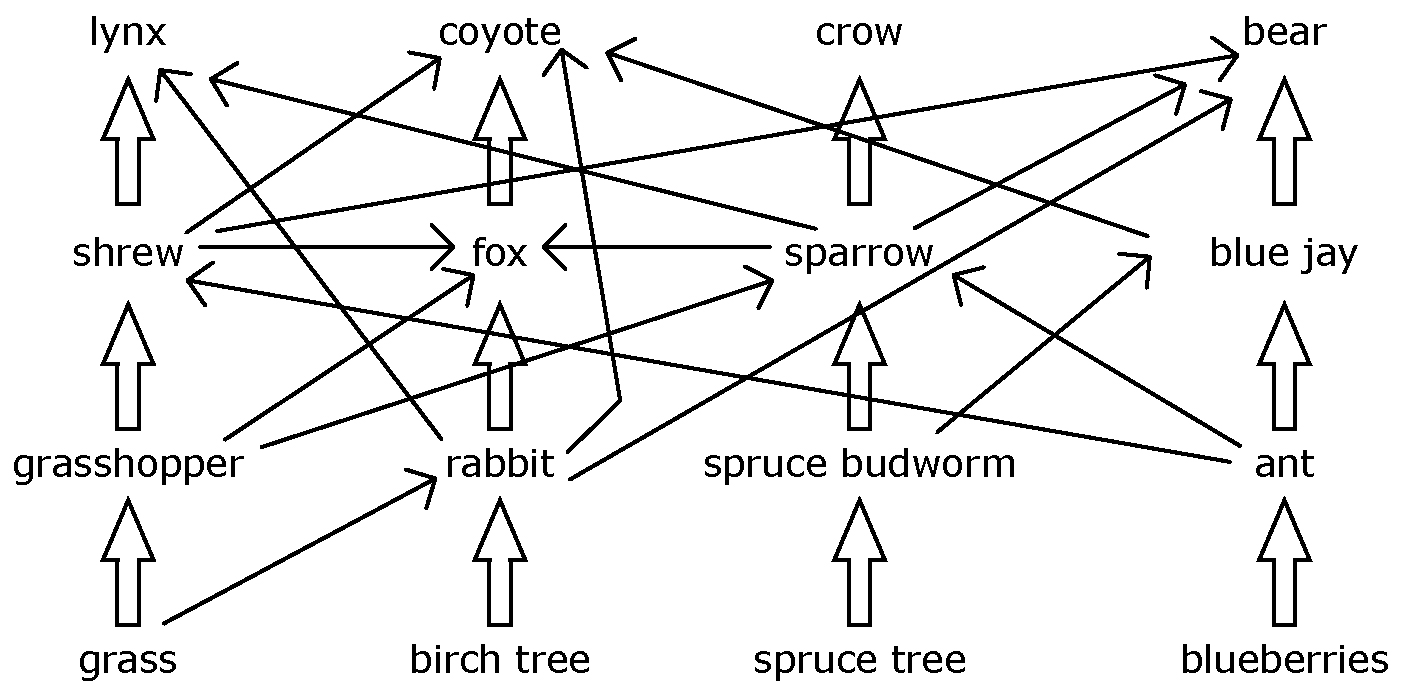 lynx coyote crow bear
shrew fox sparrow blue jay
grasshopper rabbit spruce budworm ant
grass birch tree spruce tree blueberries